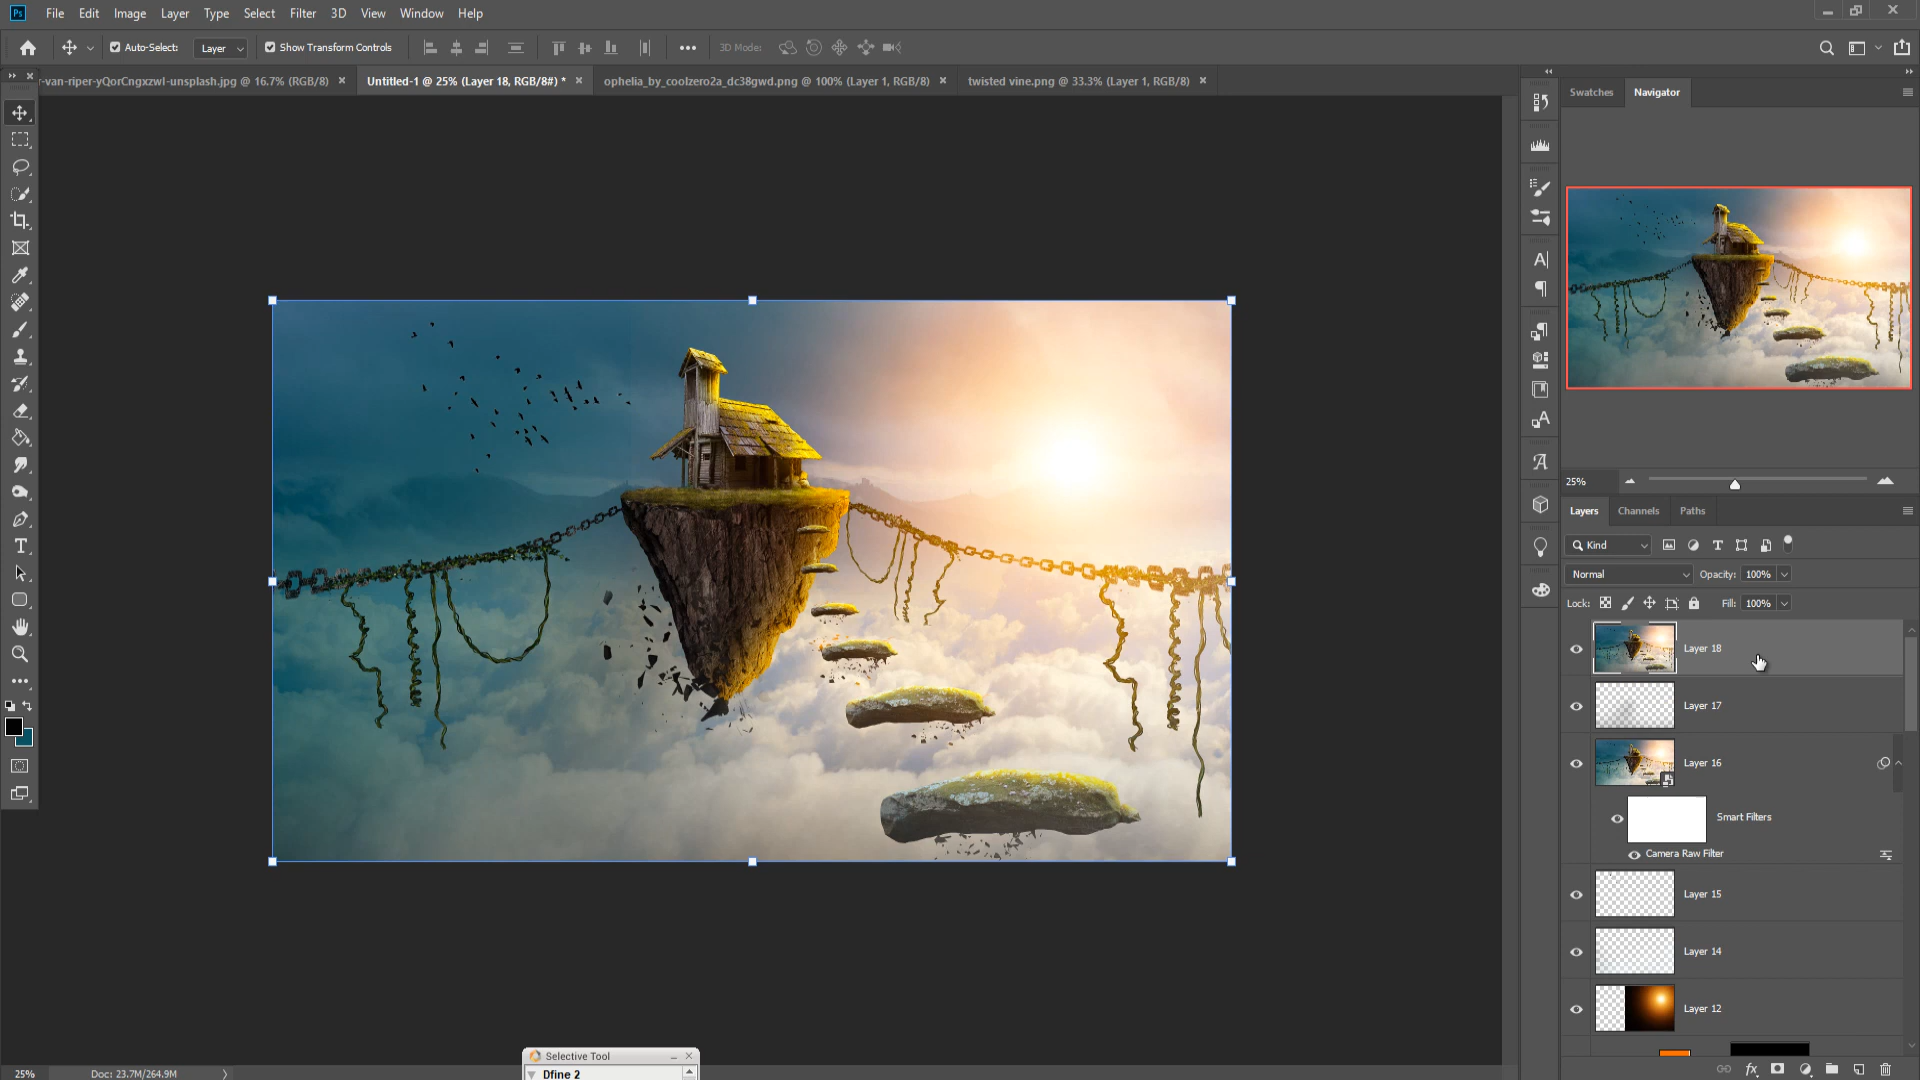 Ps File Edit Image Layer Type Select Filter 3D View Window Help
Auto-Select: Layer Show Transform Controls 3D Mode:
-van-riper-yQorCngxzwI-unsplash.jpg @ 16.7% (RGB/8) Untitled-1 @ 25% (Layer 18, RGB/8#) * ophelia_by_coolzero2a_dc38gwd.png @ 100% (Layer 1, RGB/8) twisted vine.png @ 33.3% (Layer 1, RGB/8)
Swatches Navigator
25%
Layers Channels Paths
Kind
Normal Opacity: 100%
Lock: Fill: 100%
Layer 18
Layer 17
Layer 16
Smart Filters
Camera Raw Filter
Layer 15
Layer 14
Layer 12
Selective Tool
Dfine 2
25% Doc: 23.7M/264.9M